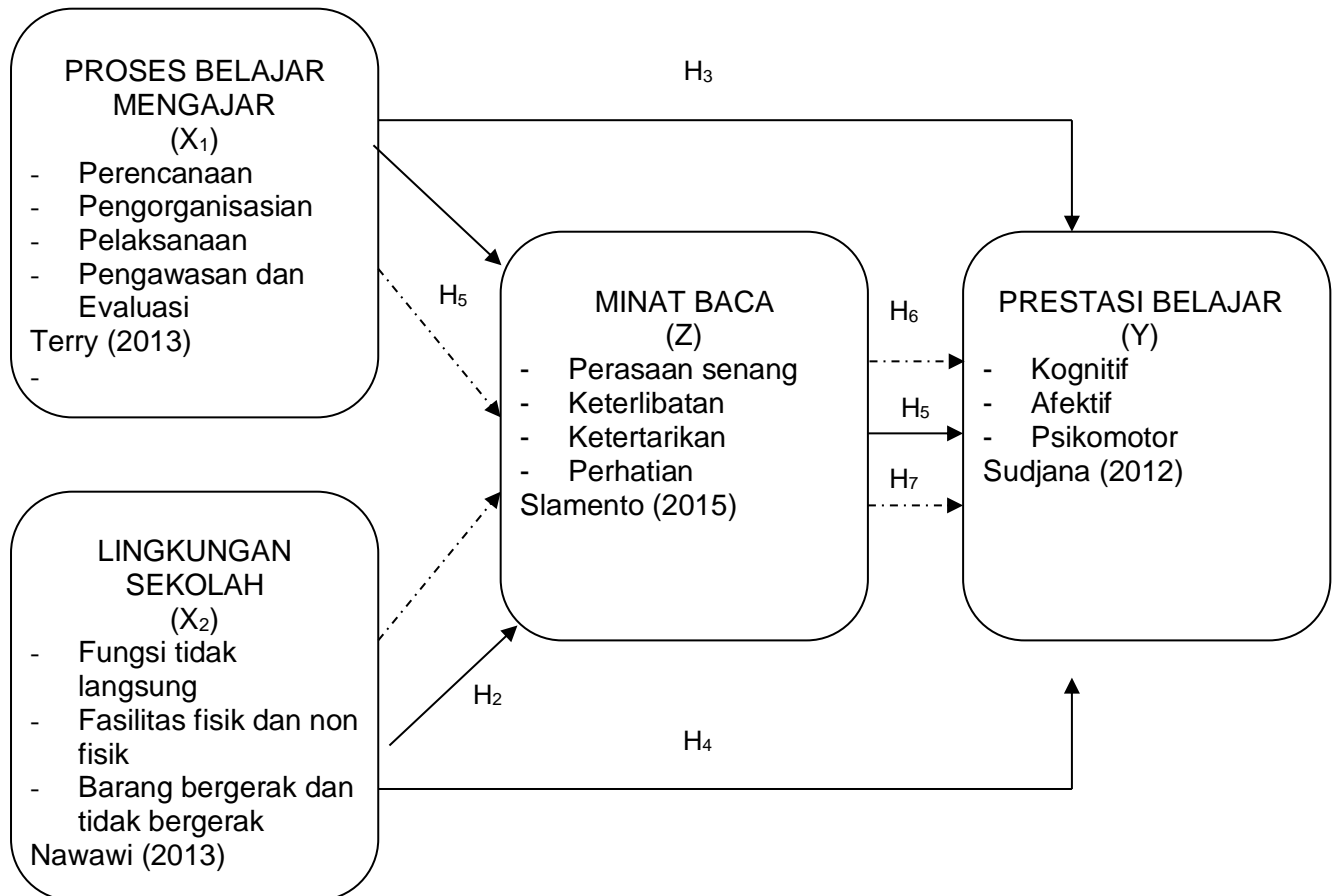 PROSES BELAJAR
MENGAJAR
(X₁)
- Perencanaan
- Pengorganisasian
- Pelaksanaan
- Pengawasan dan
Evaluasi
Terry (2013)
-
H₃
H₅
MINAT BACA
(Z)
- Perasaan senang
- Keterlibatan
- Ketertarikan
- Perhatian
Slamento (2015)
H₆
H₅
H₇
PRESTASI BELAJAR
(Y)
- Kognitif
- Afektif
- Psikomotor
Sudjana (2012)
LINGKUNGAN
SEKOLAH
(X₂)
- Fungsi tidak
langsung
- Fasilitas fisik dan non
fisik
- Barang bergerak dan
tidak bergerak
Nawawi (2013)
H₂
H₄